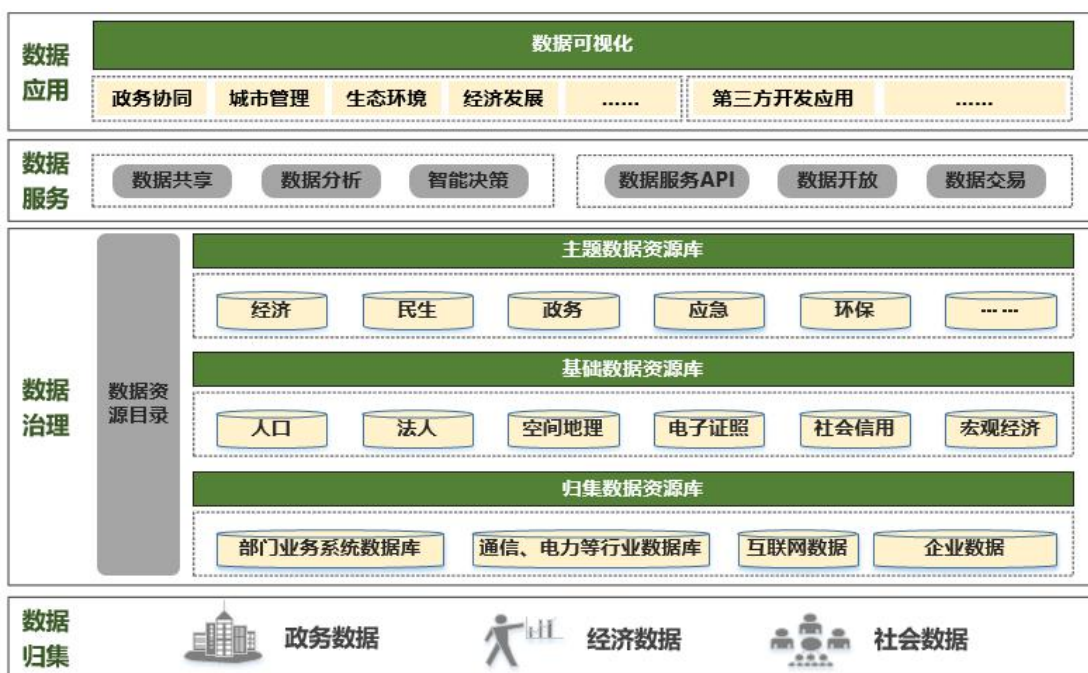 数据
应用
数据可视化
政务协同 城市管理 生态环境 经济发展 …… 第三方开发应用 ……
数据
服务
数据共享 数据分析 智能决策 数据服务API 数据开放 数据交易
数据
治理
数据资
源目录
主题数据资源库
经济 民生 政务 应急 环保 ……
基础数据资源库
人口 法人 空间地理 电子证照 社会信用 宏观经济
归集数据资源库
部门业务系统数据库 通信、电力等行业数据库 互联网数据 企业数据
数据
归集
政务数据 经济数据 社会数据